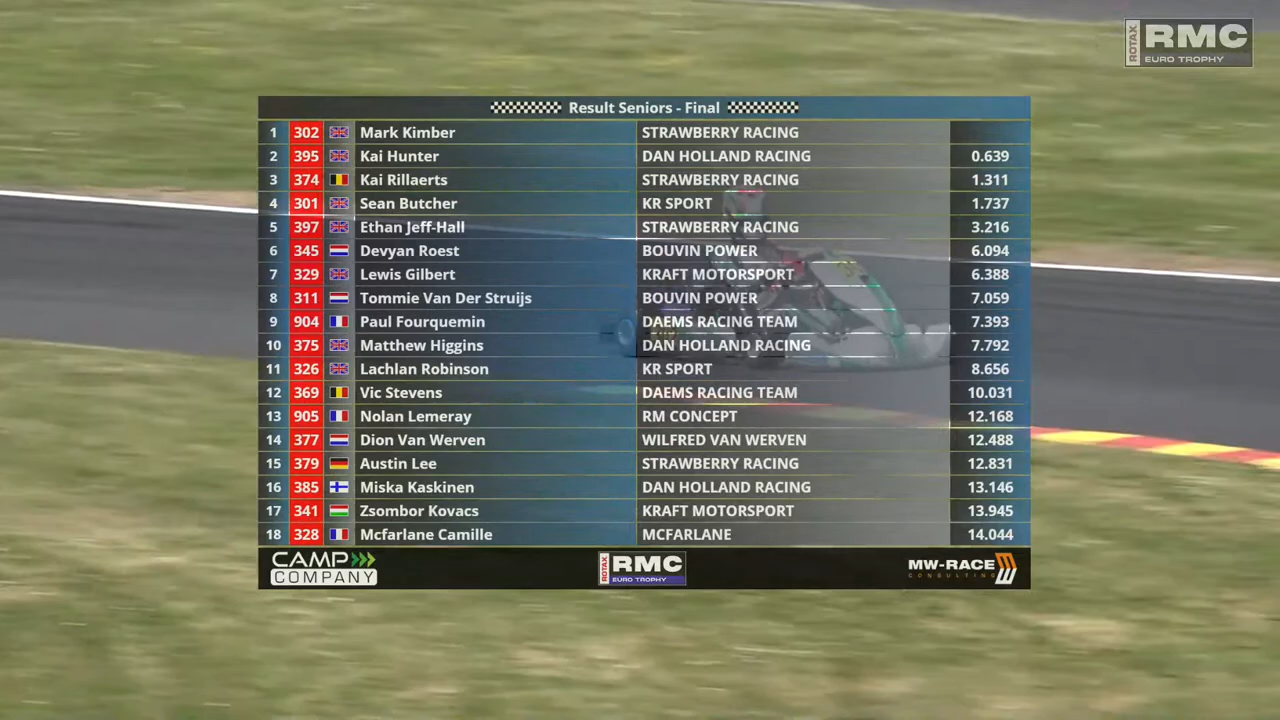 ROTAX RMC
EURO TROPHY
Result Seniors - Final
1 302 Mark Kimber STRAWBERRY RACING
2 395 Kai Hunter DAN HOLLAND RACING 0.639
3 374 Kai Rillaerts STRAWBERRY RACING 1.311
4 301 Sean Butcher KR SPORT 1.737
5 397 Ethan Jeff-Hall STRAWBERRY RACING 3.216
6 345 Devyan Roest BOUVIN POWER 6.094
7 329 Lewis Gilbert KRAFT MOTORSPORT 6.388
8 311 Tommie Van Der Struijs BOUVIN POWER 7.059
9 904 Paul Fourquemin DAEMS RACING TEAM 7.393
10 375 Matthew Higgins DAN HOLLAND RACING 7.792
11 326 Lachlan Robinson KR SPORT 8.656
12 369 Vic Stevens DAEMS RACING TEAM 10.031
13 905 Nolan Lemeray RM CONCEPT 12.168
14 377 Dion Van Werven WILFRED VAN WERVEN 12.488
15 379 Austin Lee STRAWBERRY RACING 12.831
16 385 Miska Kaskinen DAN HOLLAND RACING 13.146
17 341 Zsombor Kovacs KRAFT MOTORSPORT 13.945
18 328 Mcfarlane Camille MCFARLANE 14.044
CAMP
COMPANY
ROTAX RMC
EURO TROPHY
MW-RACE
CONSULTING